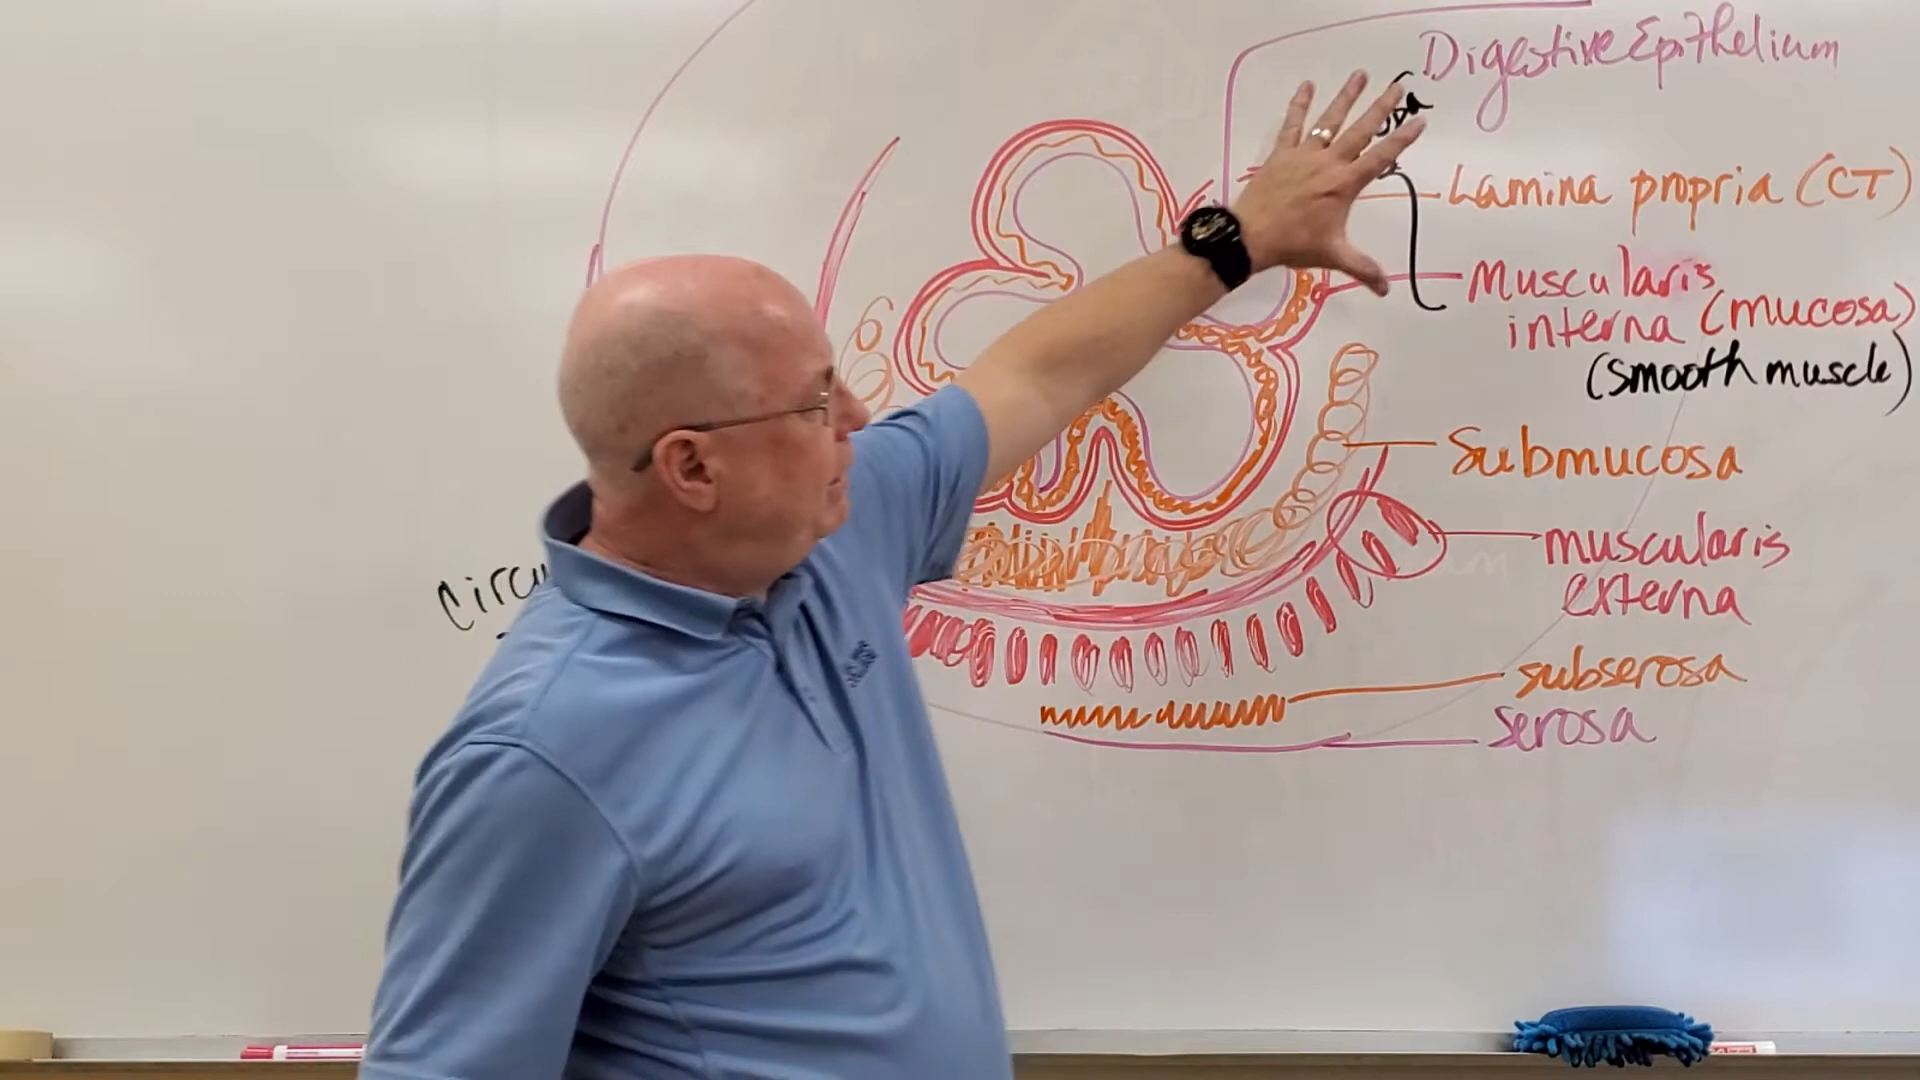 Digestive Epithelium
Lamina propria (CT)
Muscularis
interna (mucosa)
(smooth muscle)
Submucosa
muscularis
externa
subserosa
serosa